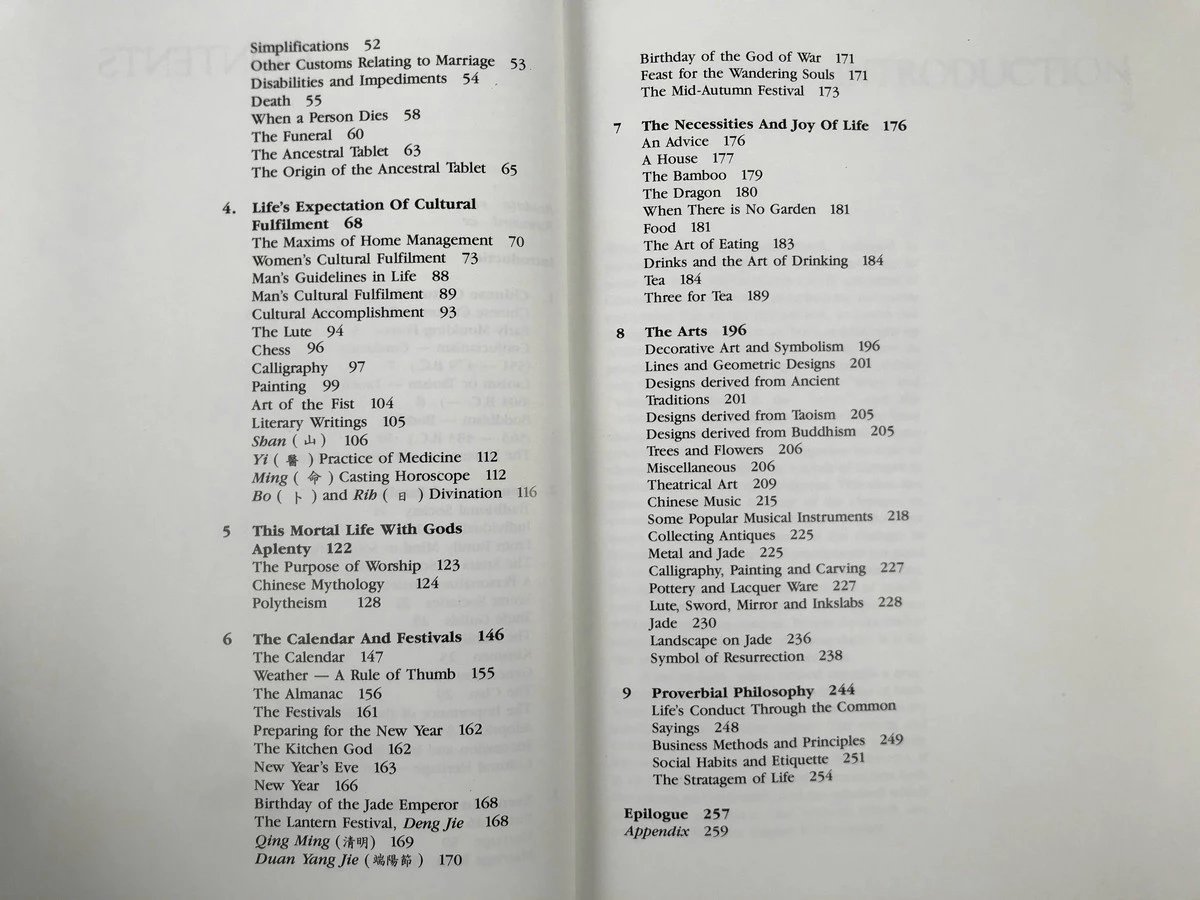 Simplifications 52
Other Customs Relating to Marriage 53
Disabilities and Impediments 54
Death 55
When a Person Dies 58
The Funeral 60
The Ancestral Tablet 63
The Origin of the Ancestral Tablet 65
4. Life's Expectation Of Cultural
Fulfilment 68
The Maxims of Home Management 70
Women's Cultural Fulfilment 73
Man's Guidelines in Life 88
Man's Cultural Fulfilment 89
Cultural Accomplishment 93
The Lute 94
Chess 96
Calligraphy 97
Painting 99
Art of the Fist 104
Literary Writings 105
Shan (山) 106
Yi (醫) Practice of Medicine 112
Ming (命) Casting Horoscope 112
Bo (卜) and Rih (日) Divination 116
5 This Mortal Life With Gods
Aplenty 122
The Purpose of Worship 123
Chinese Mythology 124
Polytheism 128
6 The Calendar And Festivals 146
The Calendar 147
Weather — A Rule of Thumb 155
The Almanac 156
The Festivals 161
Preparing for the New Year 162
The Kitchen God 162
New Year's Eve 163
New Year 166
Birthday of the Jade Emperor 168
The Lantern Festival, Deng Jie 168
Qing Ming (清明) 169
Duan Yang Jie (端陽節) 170
Birthday of the God of War 171
Feast for the Wandering Souls 171
The Mid-Autumn Festival 173
7 The Necessities And Joy Of Life 176
An Advice 176
A House 177
The Bamboo 179
The Dragon 180
When There is No Garden 181
Food 181
The Art of Eating 183
Drinks and the Art of Drinking 184
Tea 184
Three for Tea 189
8 The Arts 196
Decorative Art and Symbolism 196
Lines and Geometric Designs 201
Designs derived from Ancient
Traditions 201
Designs derived from Taoism 205
Designs derived from Buddhism 205
Trees and Flowers 206
Miscellaneous 206
Theatrical Art 209
Chinese Music 215
Some Popular Musical Instruments 218
Collecting Antiques 225
Metal and Jade 225
Calligraphy, Painting and Carving 227
Pottery and Lacquer Ware 227
Lute, Sword, Mirror and Inkslabs 228
Jade 230
Landscape on Jade 236
Symbol of Resurrection 238
9 Proverbial Philosophy 244
Life's Conduct Through the Common
Sayings 248
Business Methods and Principles 249
Social Habits and Etiquette 251
The Stratagem of Life 254
Epilogue 257
Appendix 259